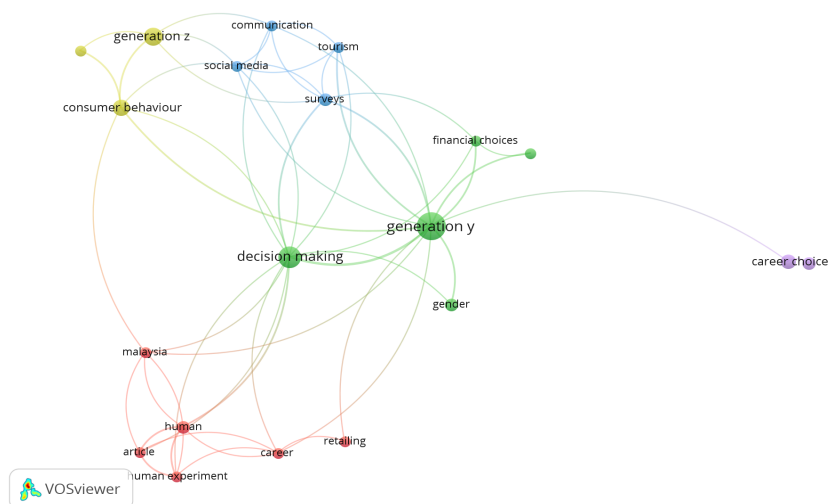 communication
generation z
tourism
social media
surveys
consumer behaviour
financial choices
generation y
decision making
career choice
gender
malaysia
human
retailing
article
career
human experiment
VOSviewer